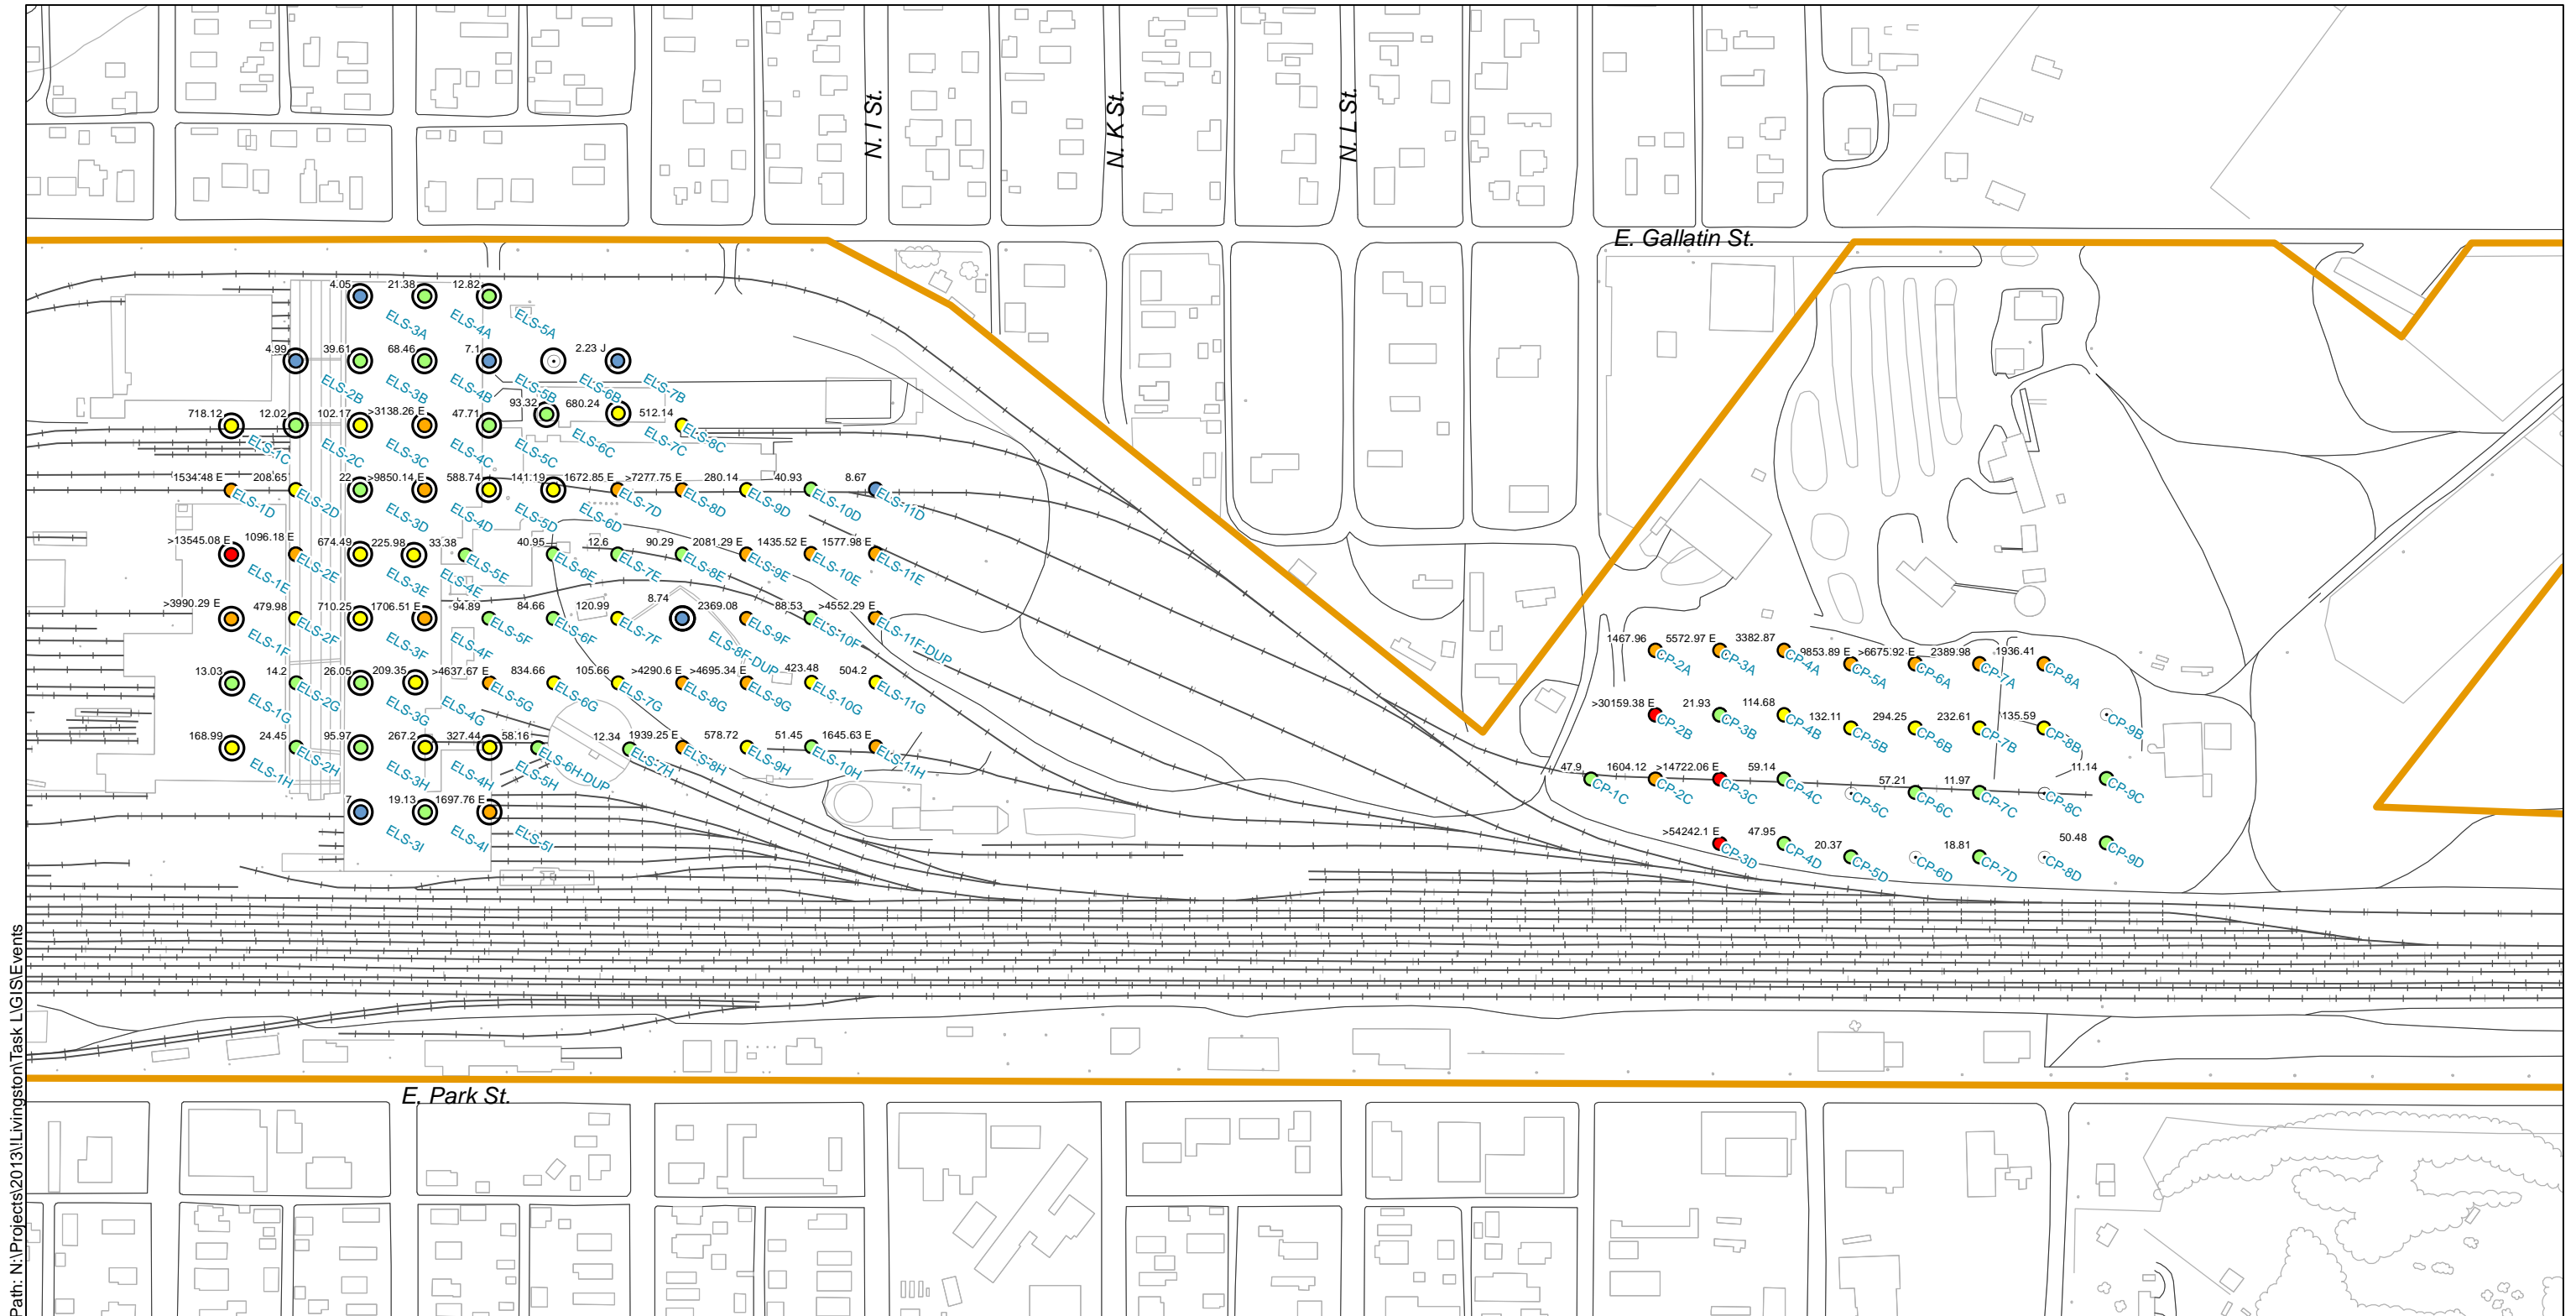 N. I St.
N. K St.
N. L St.
E. Gallatin St.
4.05 21.38 12.82
ELS-3A ELS-4A ELS-5A
4.99 39.61 68.46 7.1 2.23 J
ELS-2B ELS-3B ELS-4B ELS-5B ELS-6B ELS-7B
718.12 12.02 102.17 >3138.26 E 47.71 93.32 680.24 512.14
ELS-1C ELS-2C ELS-3C ELS-4C ELS-5C ELS-6C ELS-7C ELS-8C
1534.48 E 208.65 22 >9850.14 E 588.74 141.19 1672.85 E >7277.75 E 280.14 40.93 8.67
ELS-1D ELS-2D ELS-3D ELS-4D ELS-5D ELS-6D ELS-7D ELS-8D ELS-9D ELS-10D ELS-11D
>13545.08 E 1096.18 E 674.49 225.98 33.38 40.95 12.6 90.29 2081.29 E 1435.52 E 1577.98 E
ELS-1E ELS-2E ELS-3E ELS-4E ELS-5E ELS-6E ELS-7E ELS-8E ELS-9E ELS-10E ELS-11E
>3990.29 E 479.98 710.25 1706.51 E 94.89 84.66 120.99 8.74 2369.08 88.53 >4552.29 E
ELS-1F ELS-2F ELS-3F ELS-4F ELS-5F ELS-6F ELS-7F ELS-8F-DUP ELS-9F ELS-10F ELS-11F-DUP
13.03 14.2 26.05 209.35 >4637.67 E 834.66 105.66 >4290.6 E >4695.34 E 423.48 504.2
ELS-1G ELS-2G ELS-3G ELS-4G ELS-5G ELS-6G ELS-7G ELS-8G ELS-9G ELS-10G ELS-11G
168.99 24.45 95.97 267.2 327.44 58.16 12.34 1939.25 E 578.72 51.45 1645.63 E
ELS-1H ELS-2H ELS-3H ELS-4H ELS-5H ELS-6H-DUP ELS-7H ELS-8H ELS-9H ELS-10H ELS-11H
7 19.13 1697.76 E
ELS-3I ELS-4I ELS-5I
1467.96 5572.97 E 3382.87 9853.89 E >6675.92 E 2389.98 1936.41
CP-2A CP-3A CP-4A CP-5A CP-6A CP-7A CP-8A
>30159.38 E 21.93 114.68 132.11 294.25 232.61 135.59
CP-2B CP-3B CP-4B CP-5B CP-6B CP-7B CP-8B CP-9B
47.9 1604.12 >14722.06 E 59.14 57.21 11.97 11.14
CP-1C CP-2C CP-3C CP-4C CP-5C CP-6C CP-7C CP-8C CP-9C
>54242.1 E 47.95 20.37 18.81 50.48
CP-3D CP-4D CP-5D CP-6D CP-7D CP-8D CP-9D
E. Park St.
Path: N:\Projects\2013\!Livingston\Task L\GIS\Events